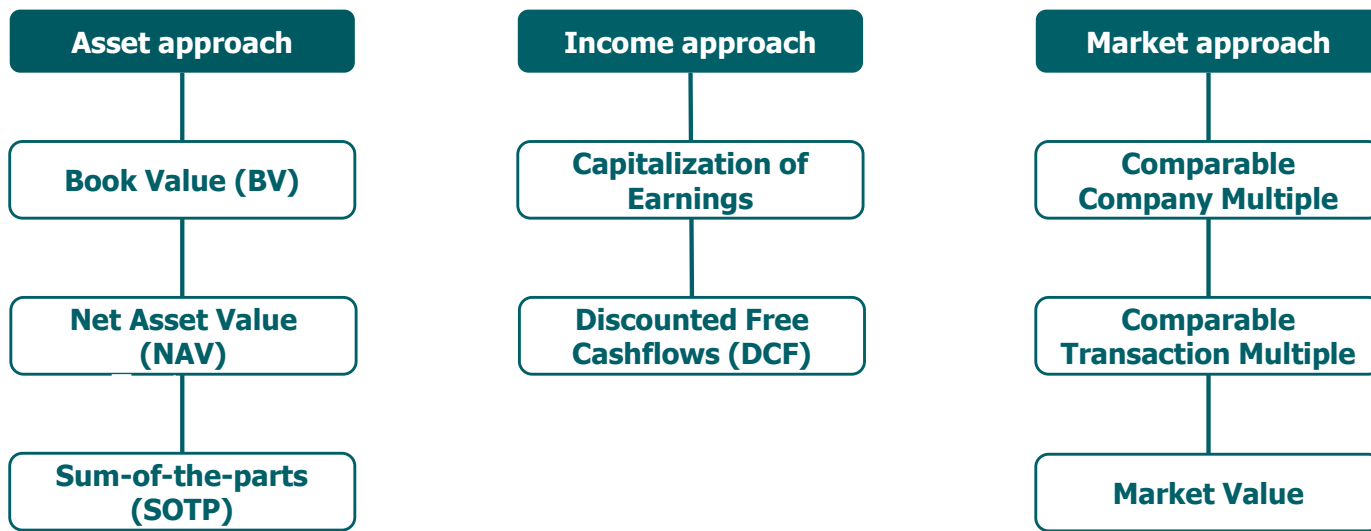 Asset approach
Book Value (BV)
Net Asset Value
(NAV)
Sum-of-the-parts
(SOTP)
Income approach
Capitalization of
Earnings
Discounted Free
Cashflows (DCF)
Market approach
Comparable
Company Multiple
Comparable
Transaction Multiple
Market Value